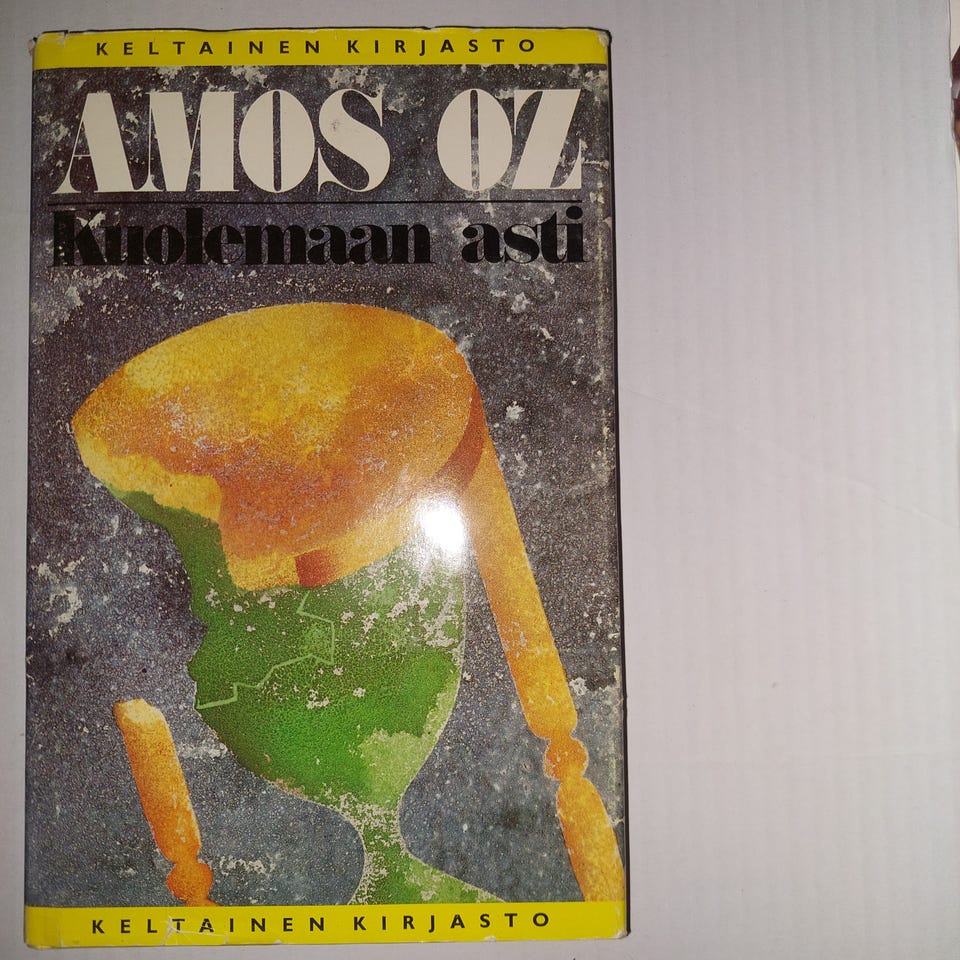 KELTAINEN KIRJASTO
AMOS OZ
Kuolemaan asti
KELTAINEN KIRJASTO